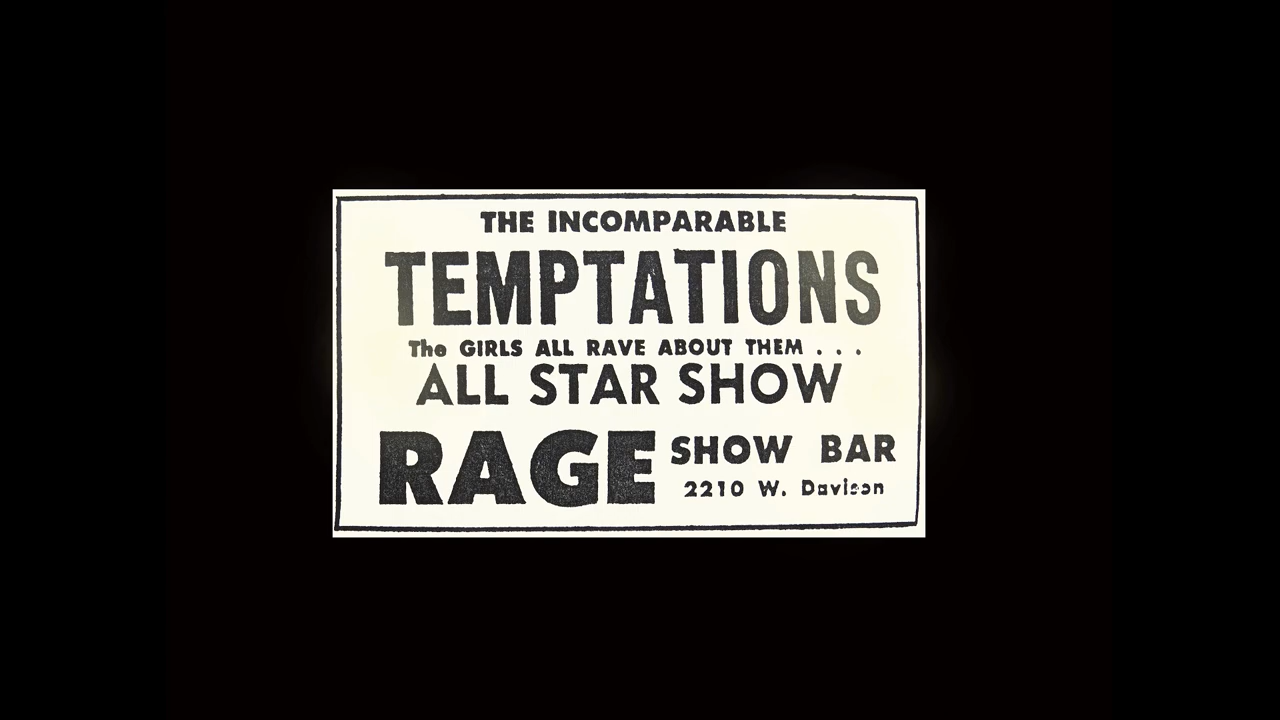 THE INCOMPARABLE
TEMPTATIONS
The GIRLS ALL RAVE ABOUT THEM . . .
ALL STAR SHOW
RAGE SHOW BAR
2210 W. Davison